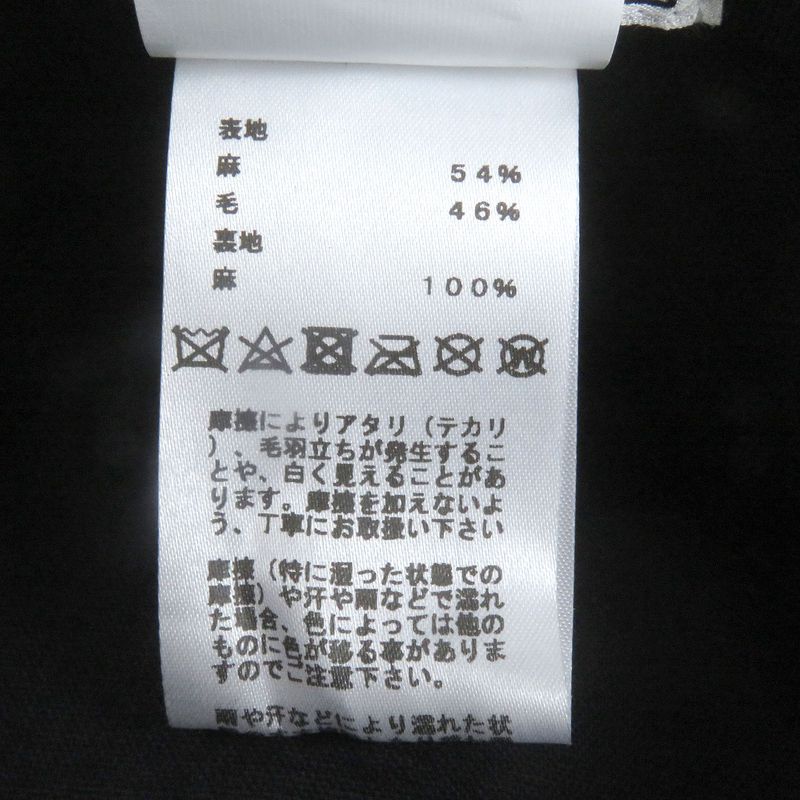 表地
麻 54%
毛 46%
裏地
麻 100%
摩擦によりアタリ（テカリ
）、毛羽立ちが発生するこ
とや、白く見えることがあ
ります。摩擦を加えないよ
う、丁寧にお取扱い下さい
摩擦（特に湿った状態での
摩擦）や汗や雨などで濡れ
た場合、色によっては他の
ものに色が移る事がありま
すのでご注意下さい。
雨や汗などにより濡れた状